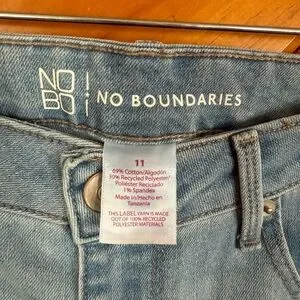 NO
BO
NO BOUNDARIES
11
69% Cotton/Algodón
30% Recycled Polyester/
Poliéster Reciclado
1% Spandex
Made in/Hecho en
Tanzania
THIS LABEL YARN IS MADE
OUT OF 100% RECYCLED
POLYESTER MATERIALS